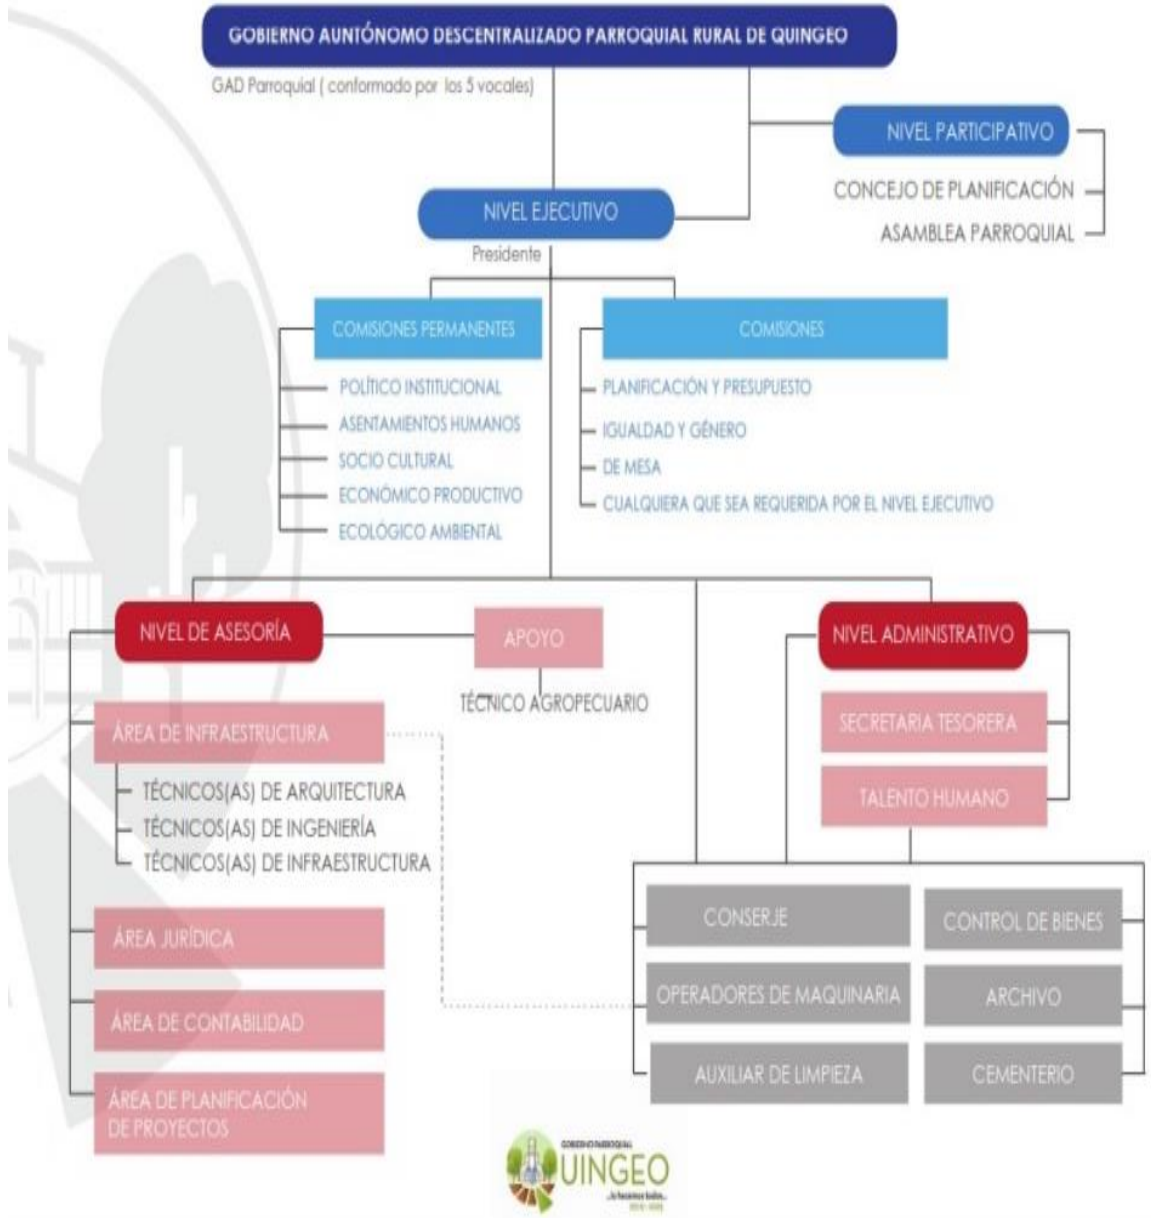 GOBIERNO AUNTÓNOMO DESCENTRALIZADO PARROQUIAL RURAL DE QUINGEO
GAD Parroquial ( conformado por los 5 vocales)
NIVEL PARTICIPATIVO
CONCEJO DE PLANIFICACIÓN
ASAMBLEA PARROQUIAL
NIVEL EJECUTIVO
Presidente
COMISIONES PERMANENTES
POLÍTICO INSTITUCIONAL
ASENTAMIENTOS HUMANOS
SOCIO CULTURAL
ECONÓMICO PRODUCTIVO
ECOLÓGICO AMBIENTAL
COMISIONES
PLANIFICACIÓN Y PRESUPUESTO
IGUALDAD Y GÉNERO
DE MESA
CUALQUIERA QUE SEA REQUERIDA POR EL NIVEL EJECUTIVO
NIVEL DE ASESORÍA
APOYO
TÉCNICO AGROPECUARIO
ÁREA DE INFRAESTRUCTURA
TÉCNICOS(AS) DE ARQUITECTURA
TÉCNICOS(AS) DE INGENIERÍA
TÉCNICOS(AS) DE INFRAESTRUCTURA
ÁREA JURÍDICA
ÁREA DE CONTABILIDAD
ÁREA DE PLANIFICACIÓN
DE PROYECTOS
NIVEL ADMINISTRATIVO
SECRETARIA TESORERA
TALENTO HUMANO
CONSERJE
CONTROL DE BIENES
OPERADORES DE MAQUINARIA
ARCHIVO
AUXILIAR DE LIMPIEZA
CEMENTERIO
GOBIERNO PARROQUIAL
UINGEO